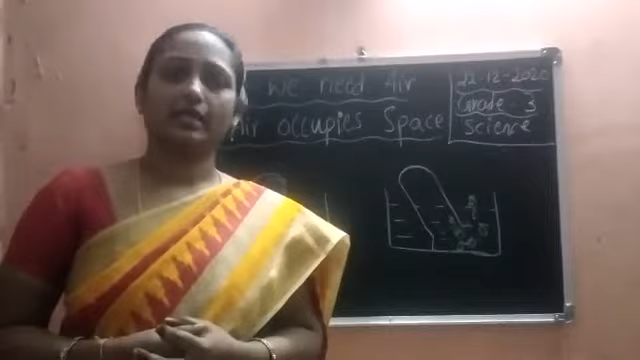 we need Air
Air occupies Space
22-12-2020
Grade - 3
Science